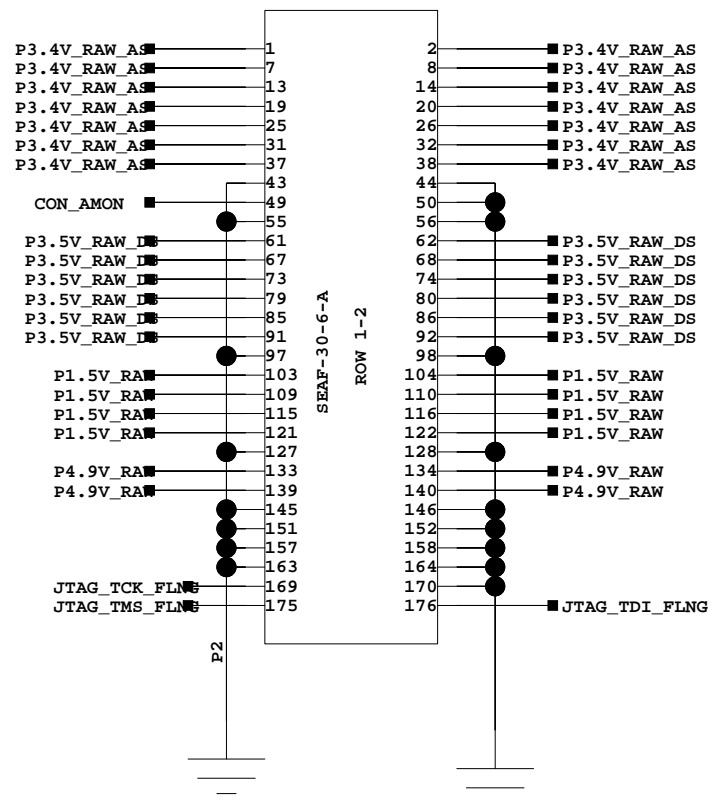 P3.4V_RAW_AS 1 2 P3.4V_RAW_AS
P3.4V_RAW_AS 7 8 P3.4V_RAW_AS
P3.4V_RAW_AS 13 14 P3.4V_RAW_AS
P3.4V_RAW_AS 19 20 P3.4V_RAW_AS
P3.4V_RAW_AS 25 26 P3.4V_RAW_AS
P3.4V_RAW_AS 31 32 P3.4V_RAW_AS
P3.4V_RAW_AS 37 38 P3.4V_RAW_AS
43 44
CON_AMON 49 50
55 56
P3.5V_RAW_DS 61 62 P3.5V_RAW_DS
P3.5V_RAW_DS 67 68 P3.5V_RAW_DS
P3.5V_RAW_DS 73 74 P3.5V_RAW_DS
P3.5V_RAW_DS 79 80 P3.5V_RAW_DS
P3.5V_RAW_DS 85 86 P3.5V_RAW_DS
P3.5V_RAW_DS 91 92 P3.5V_RAW_DS
97 98
P1.5V_RAW 103 104 P1.5V_RAW
P1.5V_RAW 109 110 P1.5V_RAW
P1.5V_RAW 115 116 P1.5V_RAW
P1.5V_RAW 121 122 P1.5V_RAW
127 128
P4.9V_RAW 133 134 P4.9V_RAW
P4.9V_RAW 139 140 P4.9V_RAW
145 146
151 152
157 158
163 164
JTAG_TCK_FLNG 169 170
JTAG_TMS_FLNG 175 176 JTAG_TDI_FLNG
SEAF-30-6-A
ROW 1-2
P2